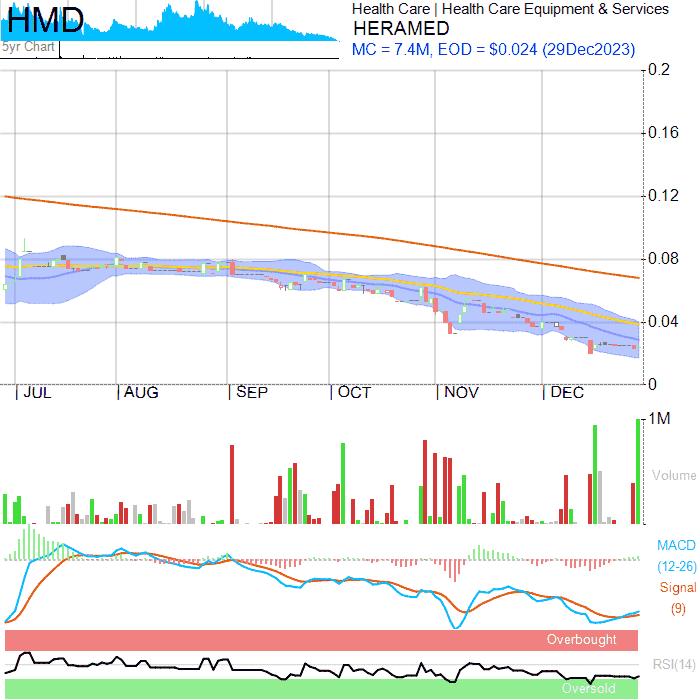 HMD
5yr Chart
Health Care | Health Care Equipment & Services
HERAMED
MC = 7.4M, EOD = $0.024 (29Dec2023)
0.2
0.16
0.12
0.08
0.04
0
| JUL | AUG | SEP | OCT | NOV | DEC
1M
Volume
MACD
(12-26)
Signal
(9)
Overbought
RSI(14)
Oversold